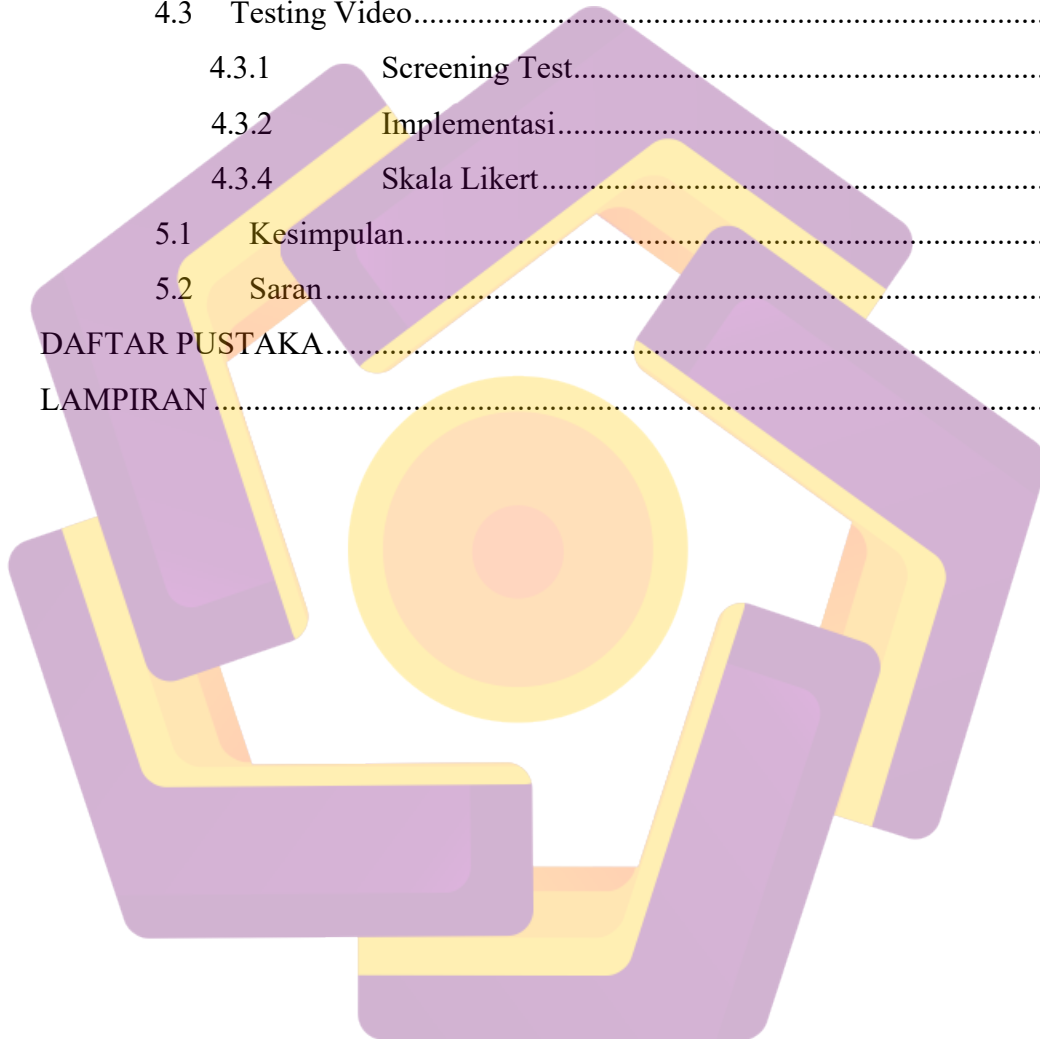 4.3 Testing Video........................................................................
4.3.1 Screening Test........................................................................
4.3.2 Implementasi........................................................................
4.3.4 Skala Likert........................................................................
5.1 Kesimpulan........................................................................
5.2 Saran........................................................................
DAFTAR PUSTAKA........................................................................
LAMPIRAN........................................................................